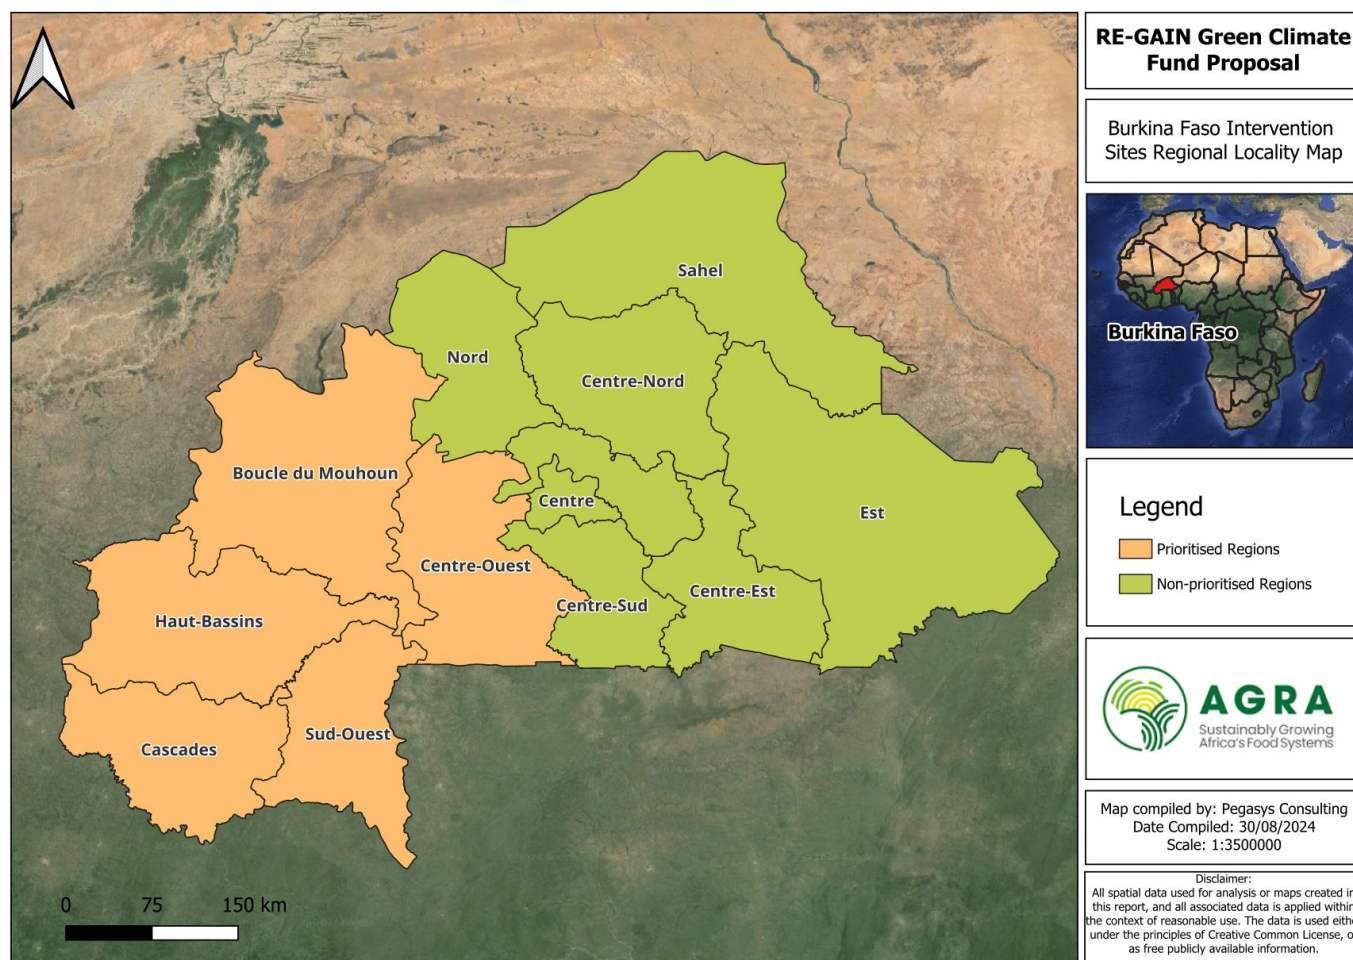 RE-GAIN Green Climate
Fund Proposal
Burkina Faso Intervention
Sites Regional Locality Map
Burkina Faso
Sahel
Nord
Centre-Nord
Boucle du Mouhoun
Centre
Est
Centre-Ouest
Centre-Est
Centre-Sud
Haut-Bassins
Sud-Ouest
Cascades
0 75 150 km
Legend
Prioritised Regions
Non-prioritised Regions
AGRA
Sustainably Growing
Africa's Food Systems
Map compiled by: Pegasys Consulting
Date Compiled: 30/08/2024
Scale: 1:3500000
Disclaimer:
All spatial data used for analysis or maps created in
this report, and all associated data is applied within
the context of reasonable use. The data is used eithe
under the principles of Creative Common License, o
as free publicly available information.